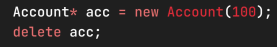 Account* acc = new Account(100);
delete acc;